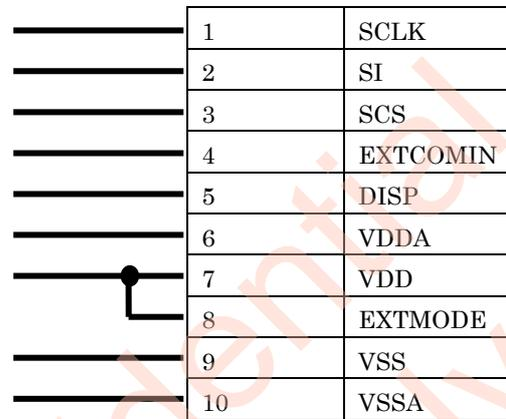 1 SCLK
2 SI
3 SCS
4 EXTCOMIN
5 DISP
6 VDDA
7 VDD
8 EXTMODE
9 VSS
10 VSSA